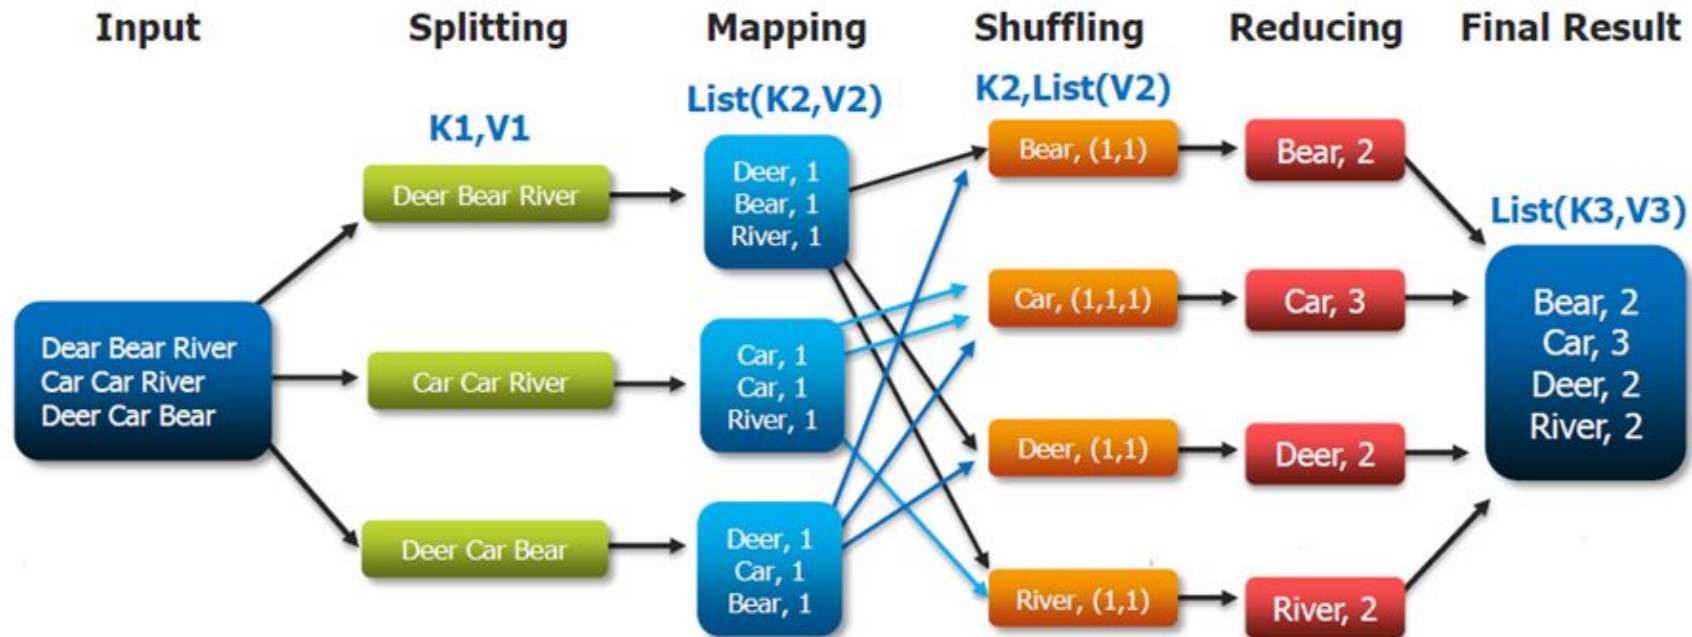 Input
Splitting
Mapping
Shuffling
Reducing
Final Result
K1,V1
List(K2,V2)
K2,List(V2)
List(K3,V3)
Dear Bear River
Car Car River
Deer Car Bear
Deer Bear River
Car Car River
Deer Car Bear
Deer, 1
Bear, 1
River, 1
Car, 1
Car, 1
River, 1
Deer, 1
Car, 1
Bear, 1
Bear, (1,1)
Car, (1,1,1)
Deer, (1,1)
River, (1,1)
Bear, 2
Car, 3
Deer, 2
River, 2
Bear, 2
Car, 3
Deer, 2
River, 2